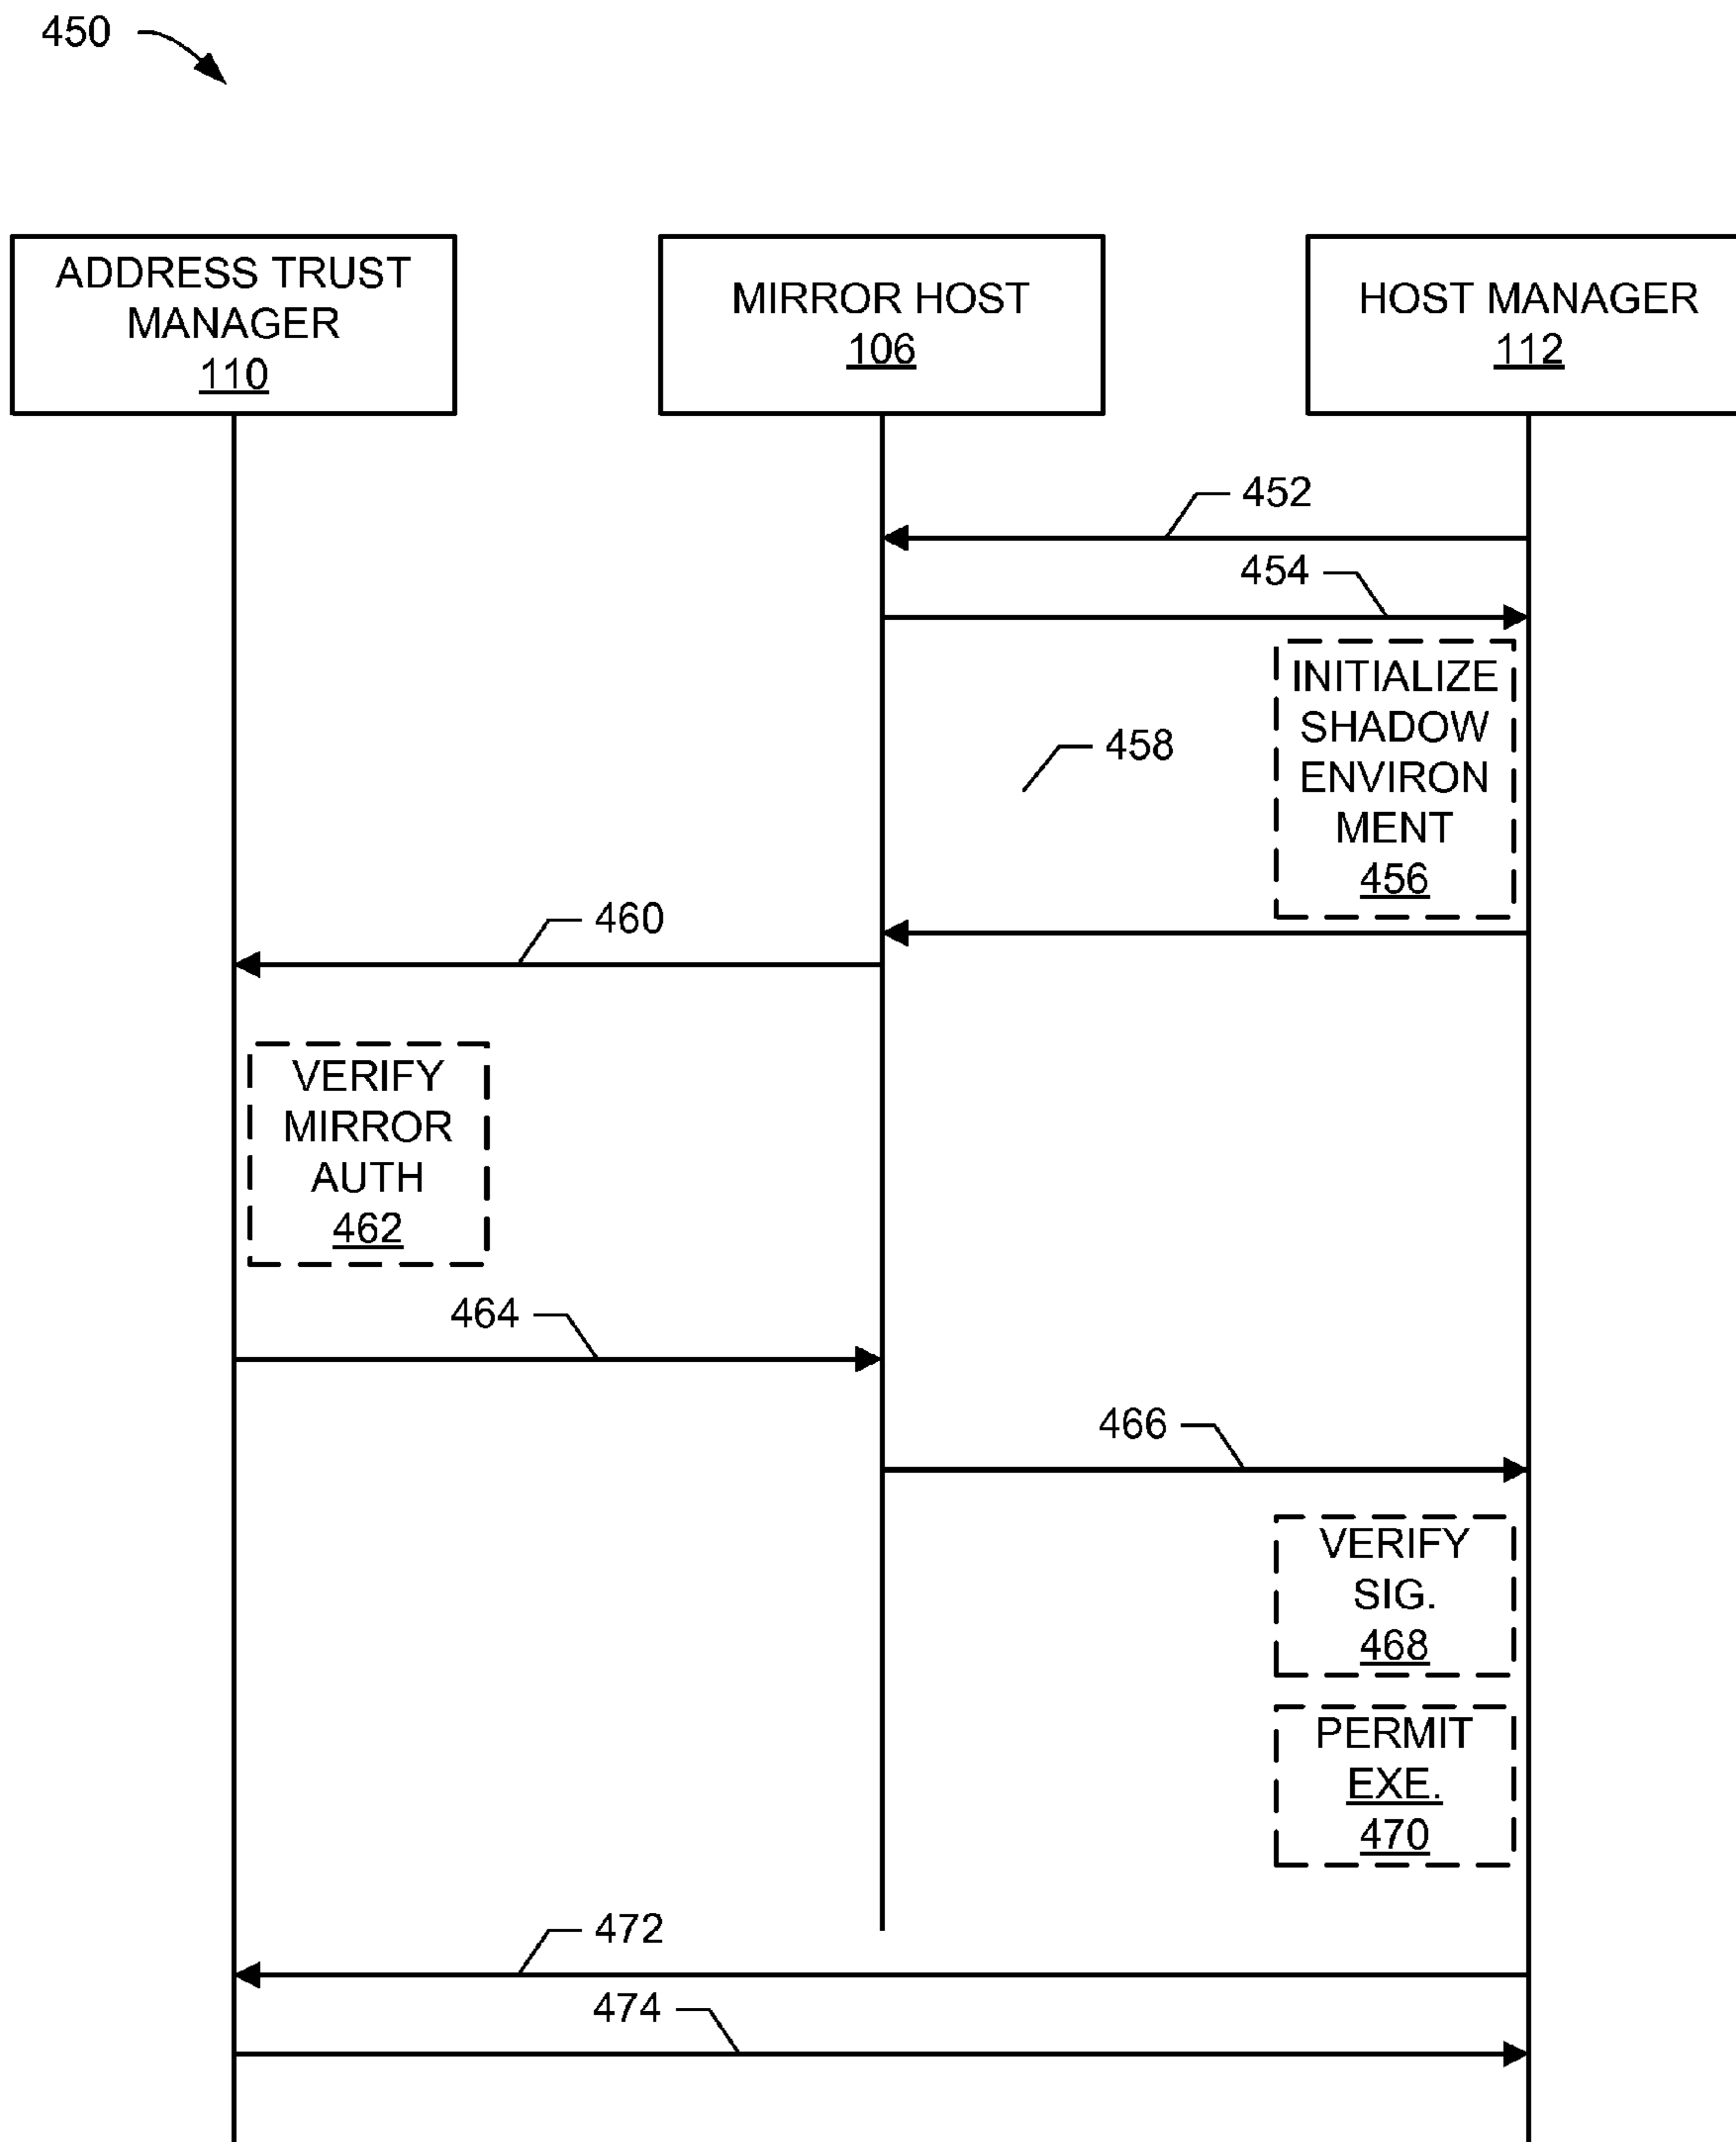 450
ADDRESS TRUST
MANAGER
110
MIRROR HOST
106
HOST MANAGER
112
452
454
INITIALIZE
SHADOW
ENVIRON
MENT
456
458
460
VERIFY
MIRROR
AUTH
462
464
466
VERIFY
SIG.
468
PERMIT
EXE.
470
472
474